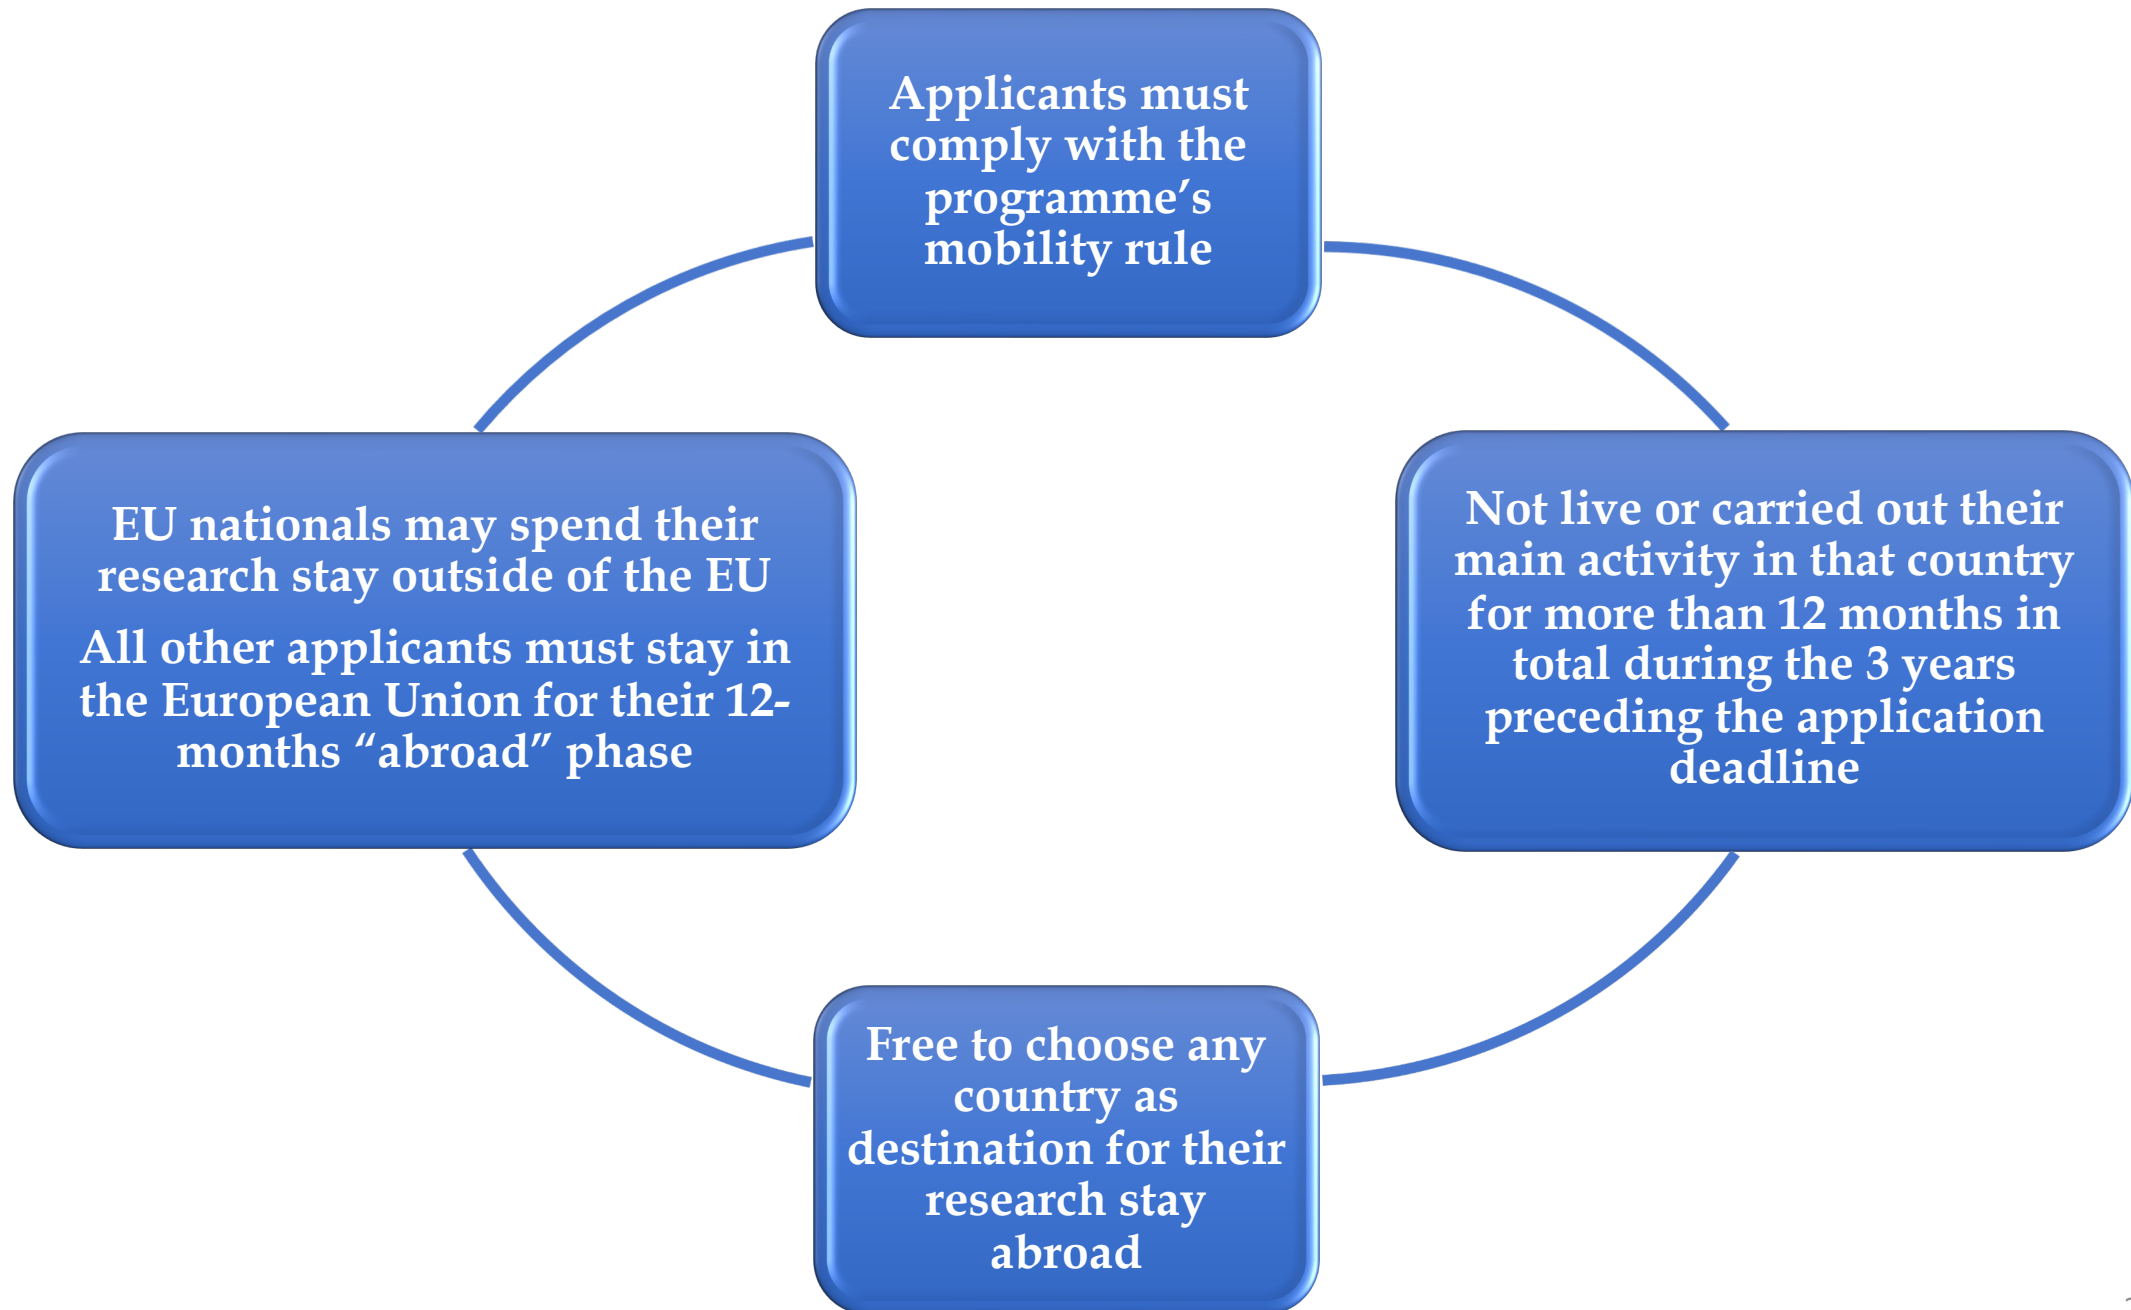 Applicants must
comply with the
programme’s
mobility rule
Not live or carried out their
main activity in that country
for more than 12 months in
total during the 3 years
preceding the application
deadline
Free to choose any
country as
destination for their
research stay
abroad
EU nationals may spend their
research stay outside of the EU
All other applicants must stay in
the European Union for their 12-
months “abroad” phase